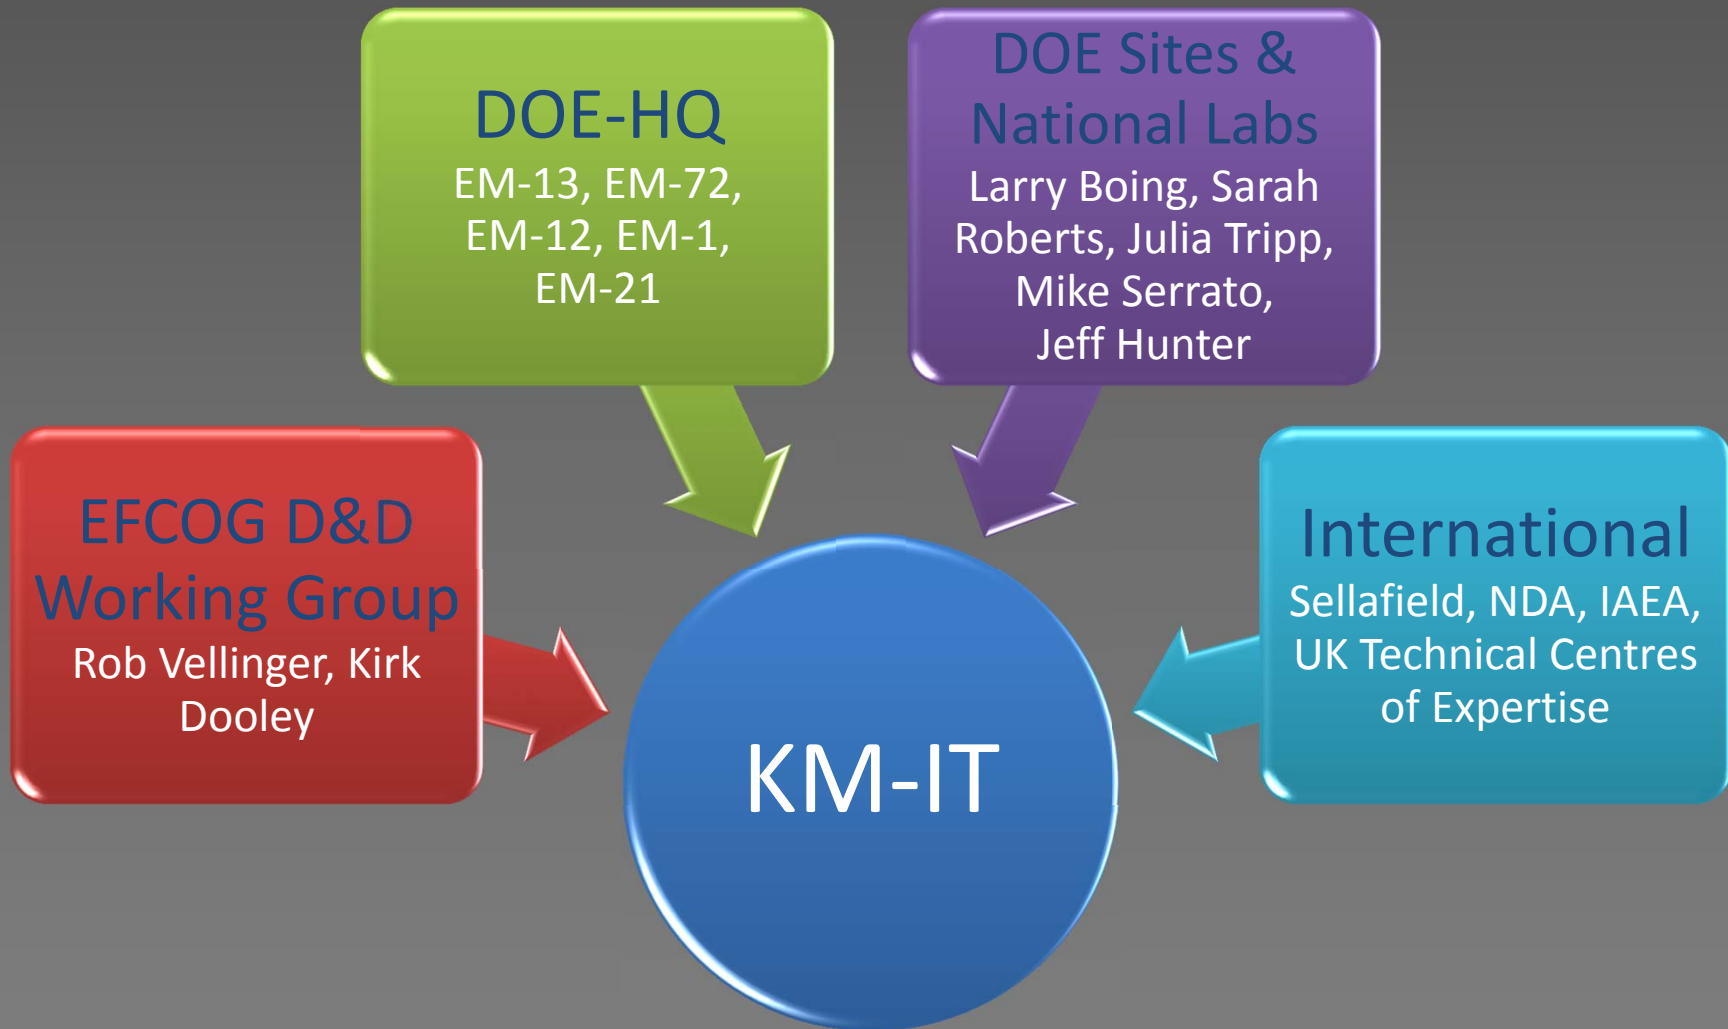 DOE-HQ
EM-13, EM-72,
EM-12, EM-1,
EM-21
DOE Sites &
National Labs
Larry Boing, Sarah
Roberts, Julia Tripp,
Mike Serrato,
Jeff Hunter
EFCOG D&D
Working Group
Rob Vellinger, Kirk
Dooley
International
Sellafield, NDA, IAEA,
UK Technical Centres
of Expertise
KM-IT